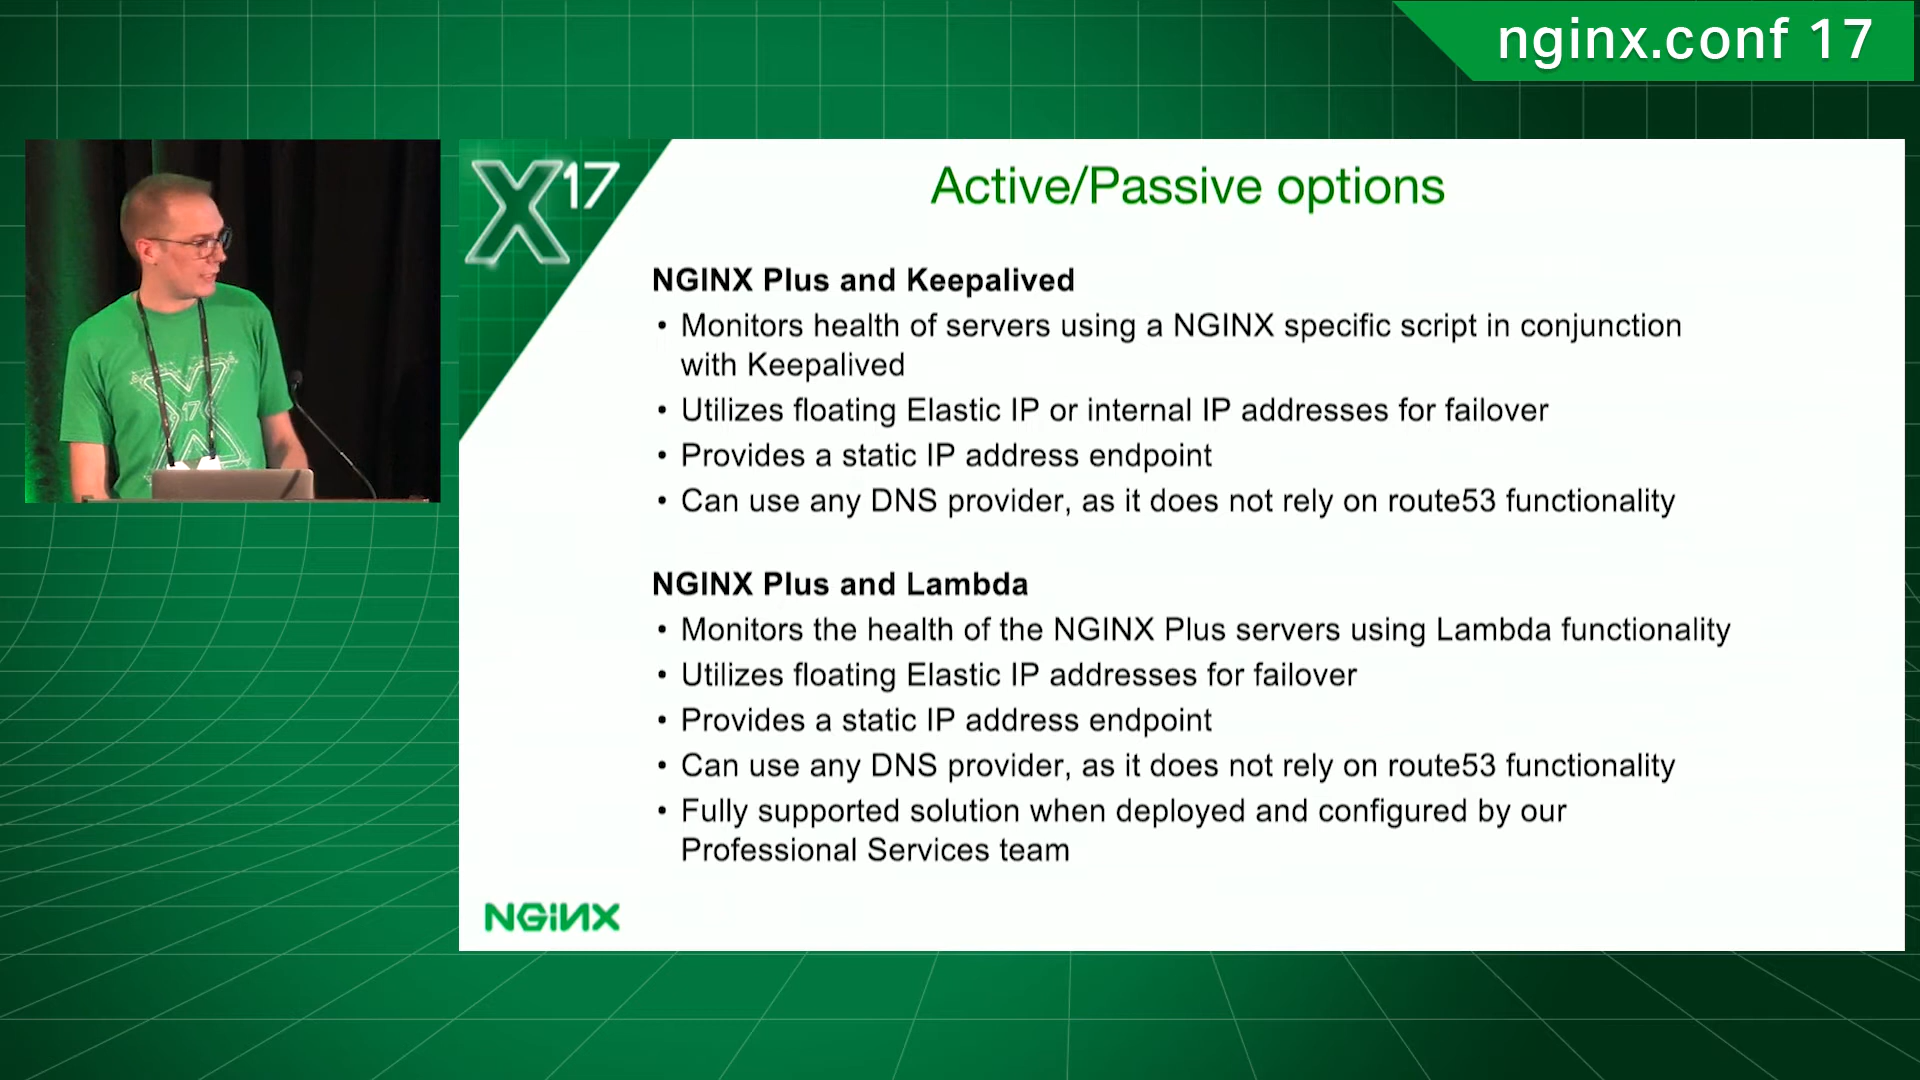 nginx.conf 17
X17
Active/Passive options
NGINX Plus and Keepalived
• Monitors health of servers using a NGINX specific script in conjunction
with Keepalived
• Utilizes floating Elastic IP or internal IP addresses for failover
• Provides a static IP address endpoint
• Can use any DNS provider, as it does not rely on route53 functionality
NGINX Plus and Lambda
• Monitors the health of the NGINX Plus servers using Lambda functionality
• Utilizes floating Elastic IP addresses for failover
• Provides a static IP address endpoint
• Can use any DNS provider, as it does not rely on route53 functionality
• Fully supported solution when deployed and configured by our
Professional Services team
NGINX
X
17